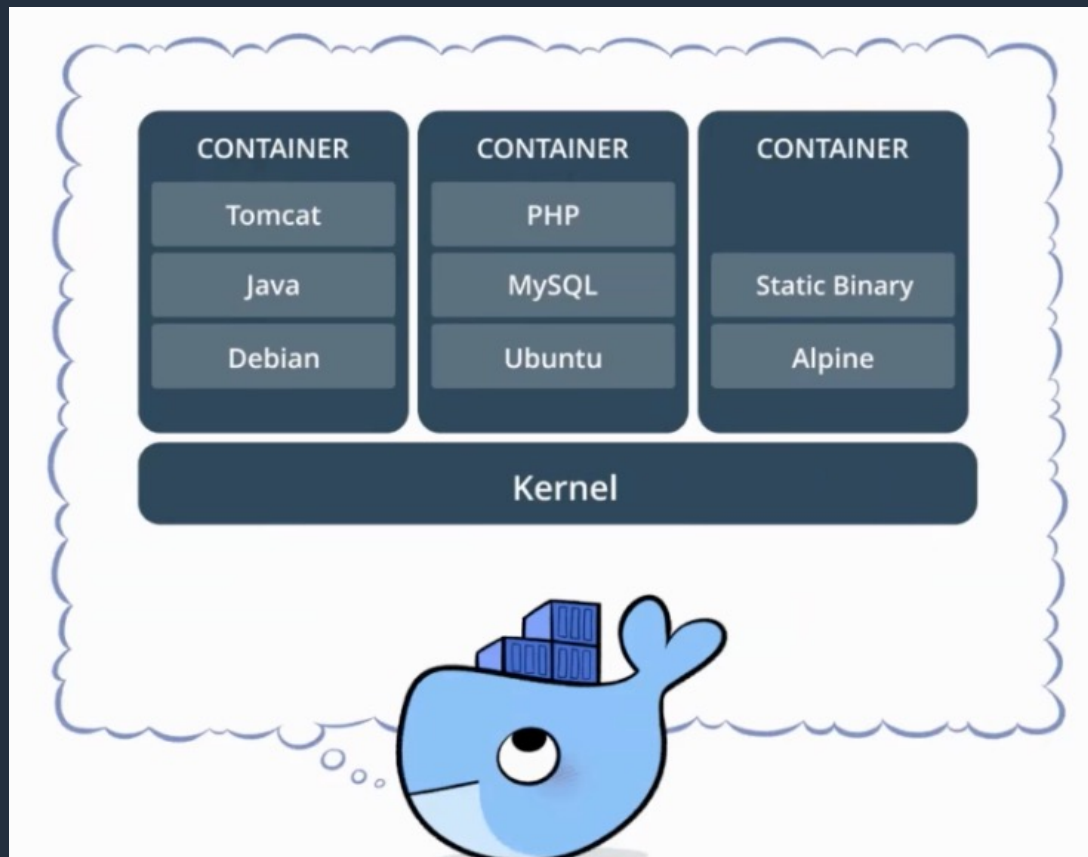 CONTAINER
Tomcat
Java
Debian
CONTAINER
PHP
MySQL
Ubuntu
CONTAINER
Static Binary
Alpine
Kernel